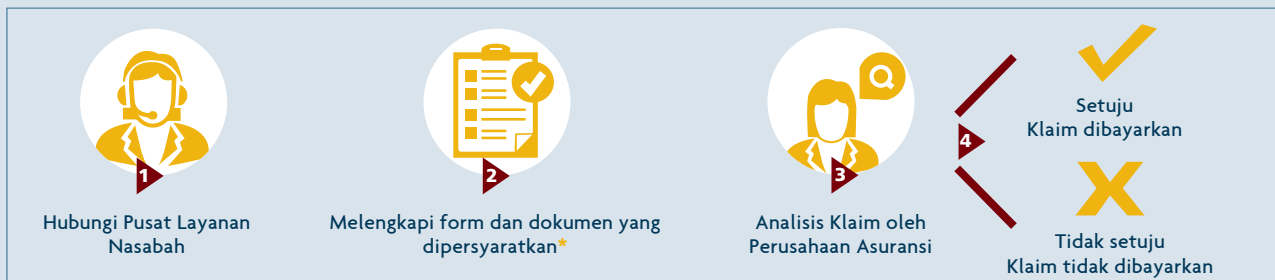 1
Hubungi Pusat Layanan
Nasabah
2
Melengkapi form dan dokumen yang
dipersyaratkan*
3
Analisis Klaim oleh
Perusahaan Asuransi
4
Setuju
Klaim dibayarkan
Tidak setuju
Klaim tidak dibayarkan